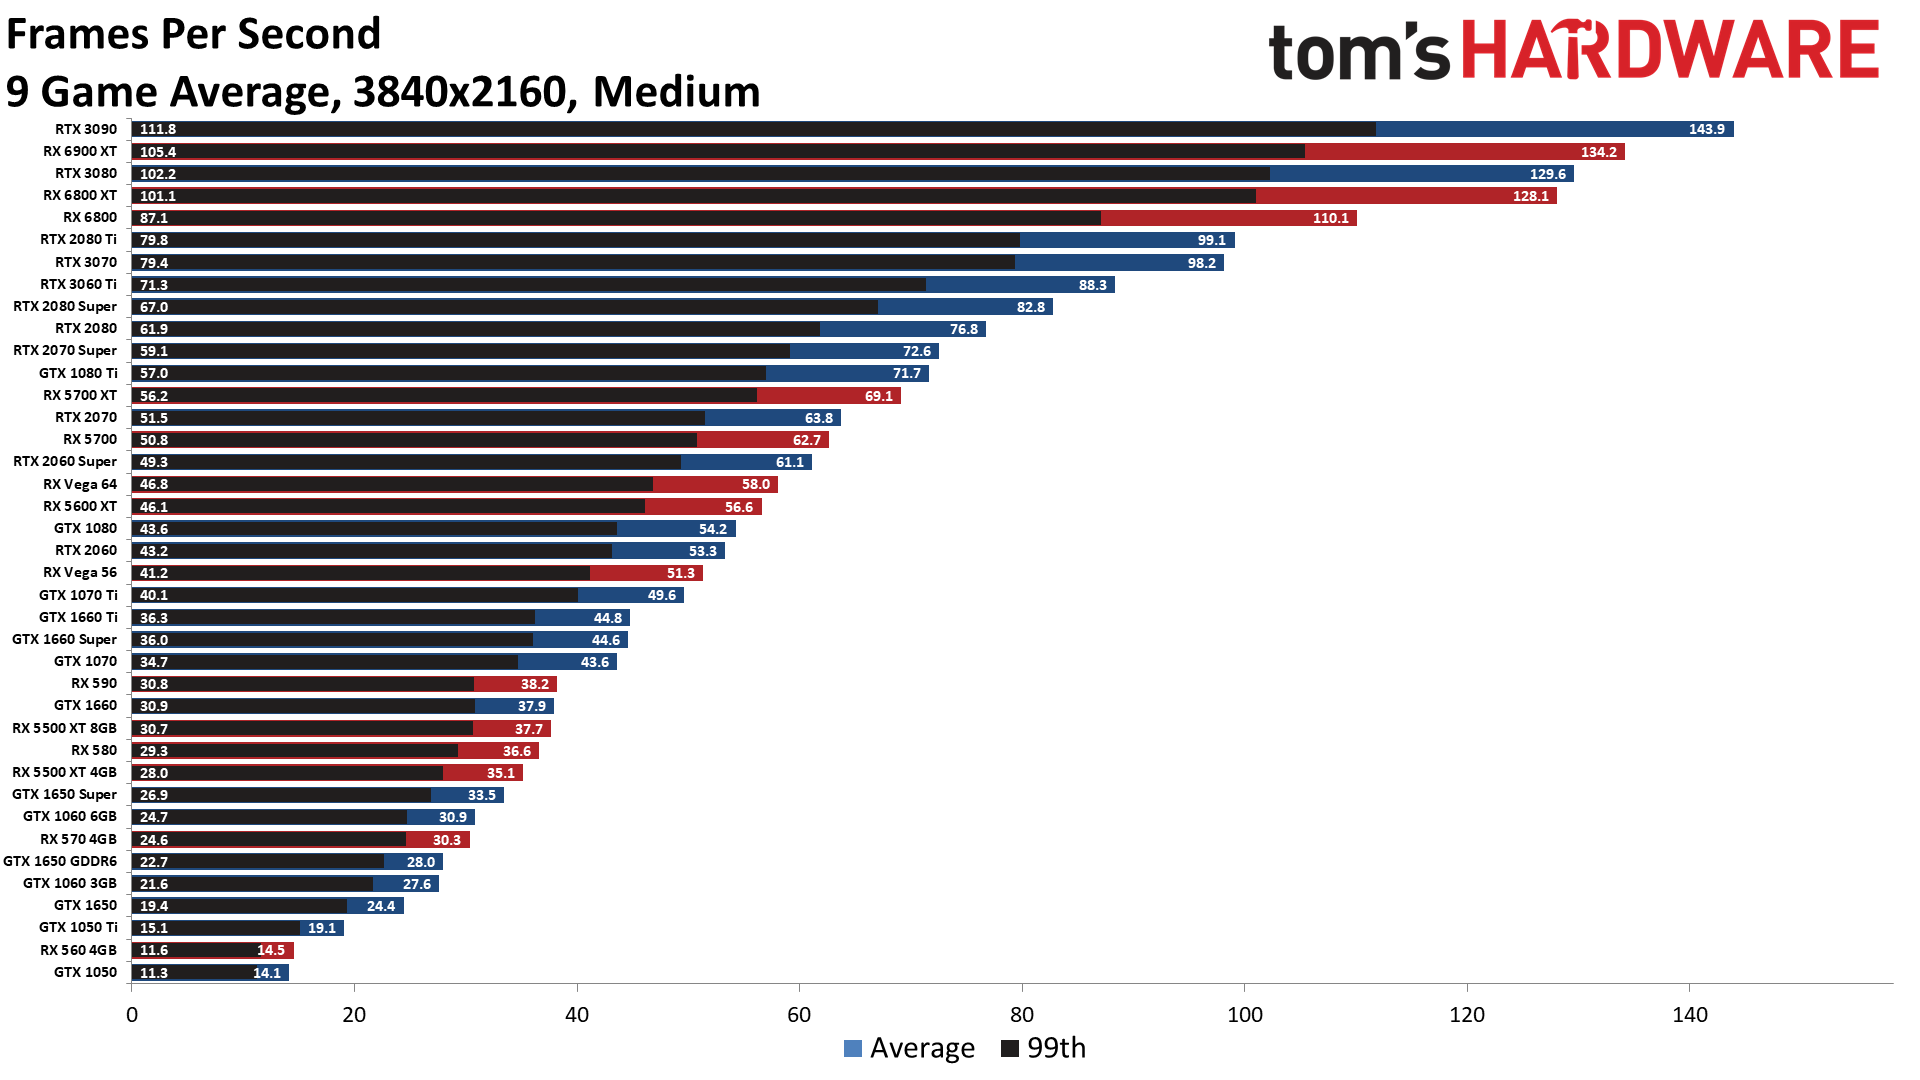 Frames Per Second
9 Game Average, 3840x2160, Medium
tom's HARDWARE
RTX 3090 111.8 143.9
RX 6900 XT 105.4 134.2
RTX 3080 102.2 129.6
RX 6800 XT 101.1 128.1
RX 6800 87.1 110.1
RTX 2080 Ti 79.8 99.1
RTX 3070 79.4 98.2
RTX 3060 Ti 71.3 88.3
RTX 2080 Super 67.0 82.8
RTX 2080 61.9 76.8
RTX 2070 Super 59.1 72.6
GTX 1080 Ti 57.0 71.7
RX 5700 XT 56.2 69.1
RTX 2070 51.5 63.8
RX 5700 50.8 62.7
RTX 2060 Super 49.3 61.1
RX Vega 64 46.8 58.0
RX 5600 XT 46.1 56.6
GTX 1080 43.6 54.2
RTX 2060 43.2 53.3
RX Vega 56 41.2 51.3
GTX 1070 Ti 40.1 49.6
GTX 1660 Ti 36.3 44.8
GTX 1660 Super 36.0 44.6
GTX 1070 34.7 43.6
RX 590 30.8 38.2
GTX 1660 30.9 37.9
RX 5500 XT 8GB 30.7 37.7
RX 580 29.3 36.6
RX 5500 XT 4GB 28.0 35.1
GTX 1650 Super 26.9 33.5
GTX 1060 6GB 24.7 30.9
RX 570 4GB 24.6 30.3
GTX 1650 GDDR6 22.7 28.0
GTX 1060 3GB 21.6 27.6
GTX 1650 19.4 24.4
GTX 1050 Ti 15.1 19.1
RX 560 4GB 11.6 14.5
GTX 1050 11.3 14.1
0 20 40 60 80 100 120 140
Average 99th